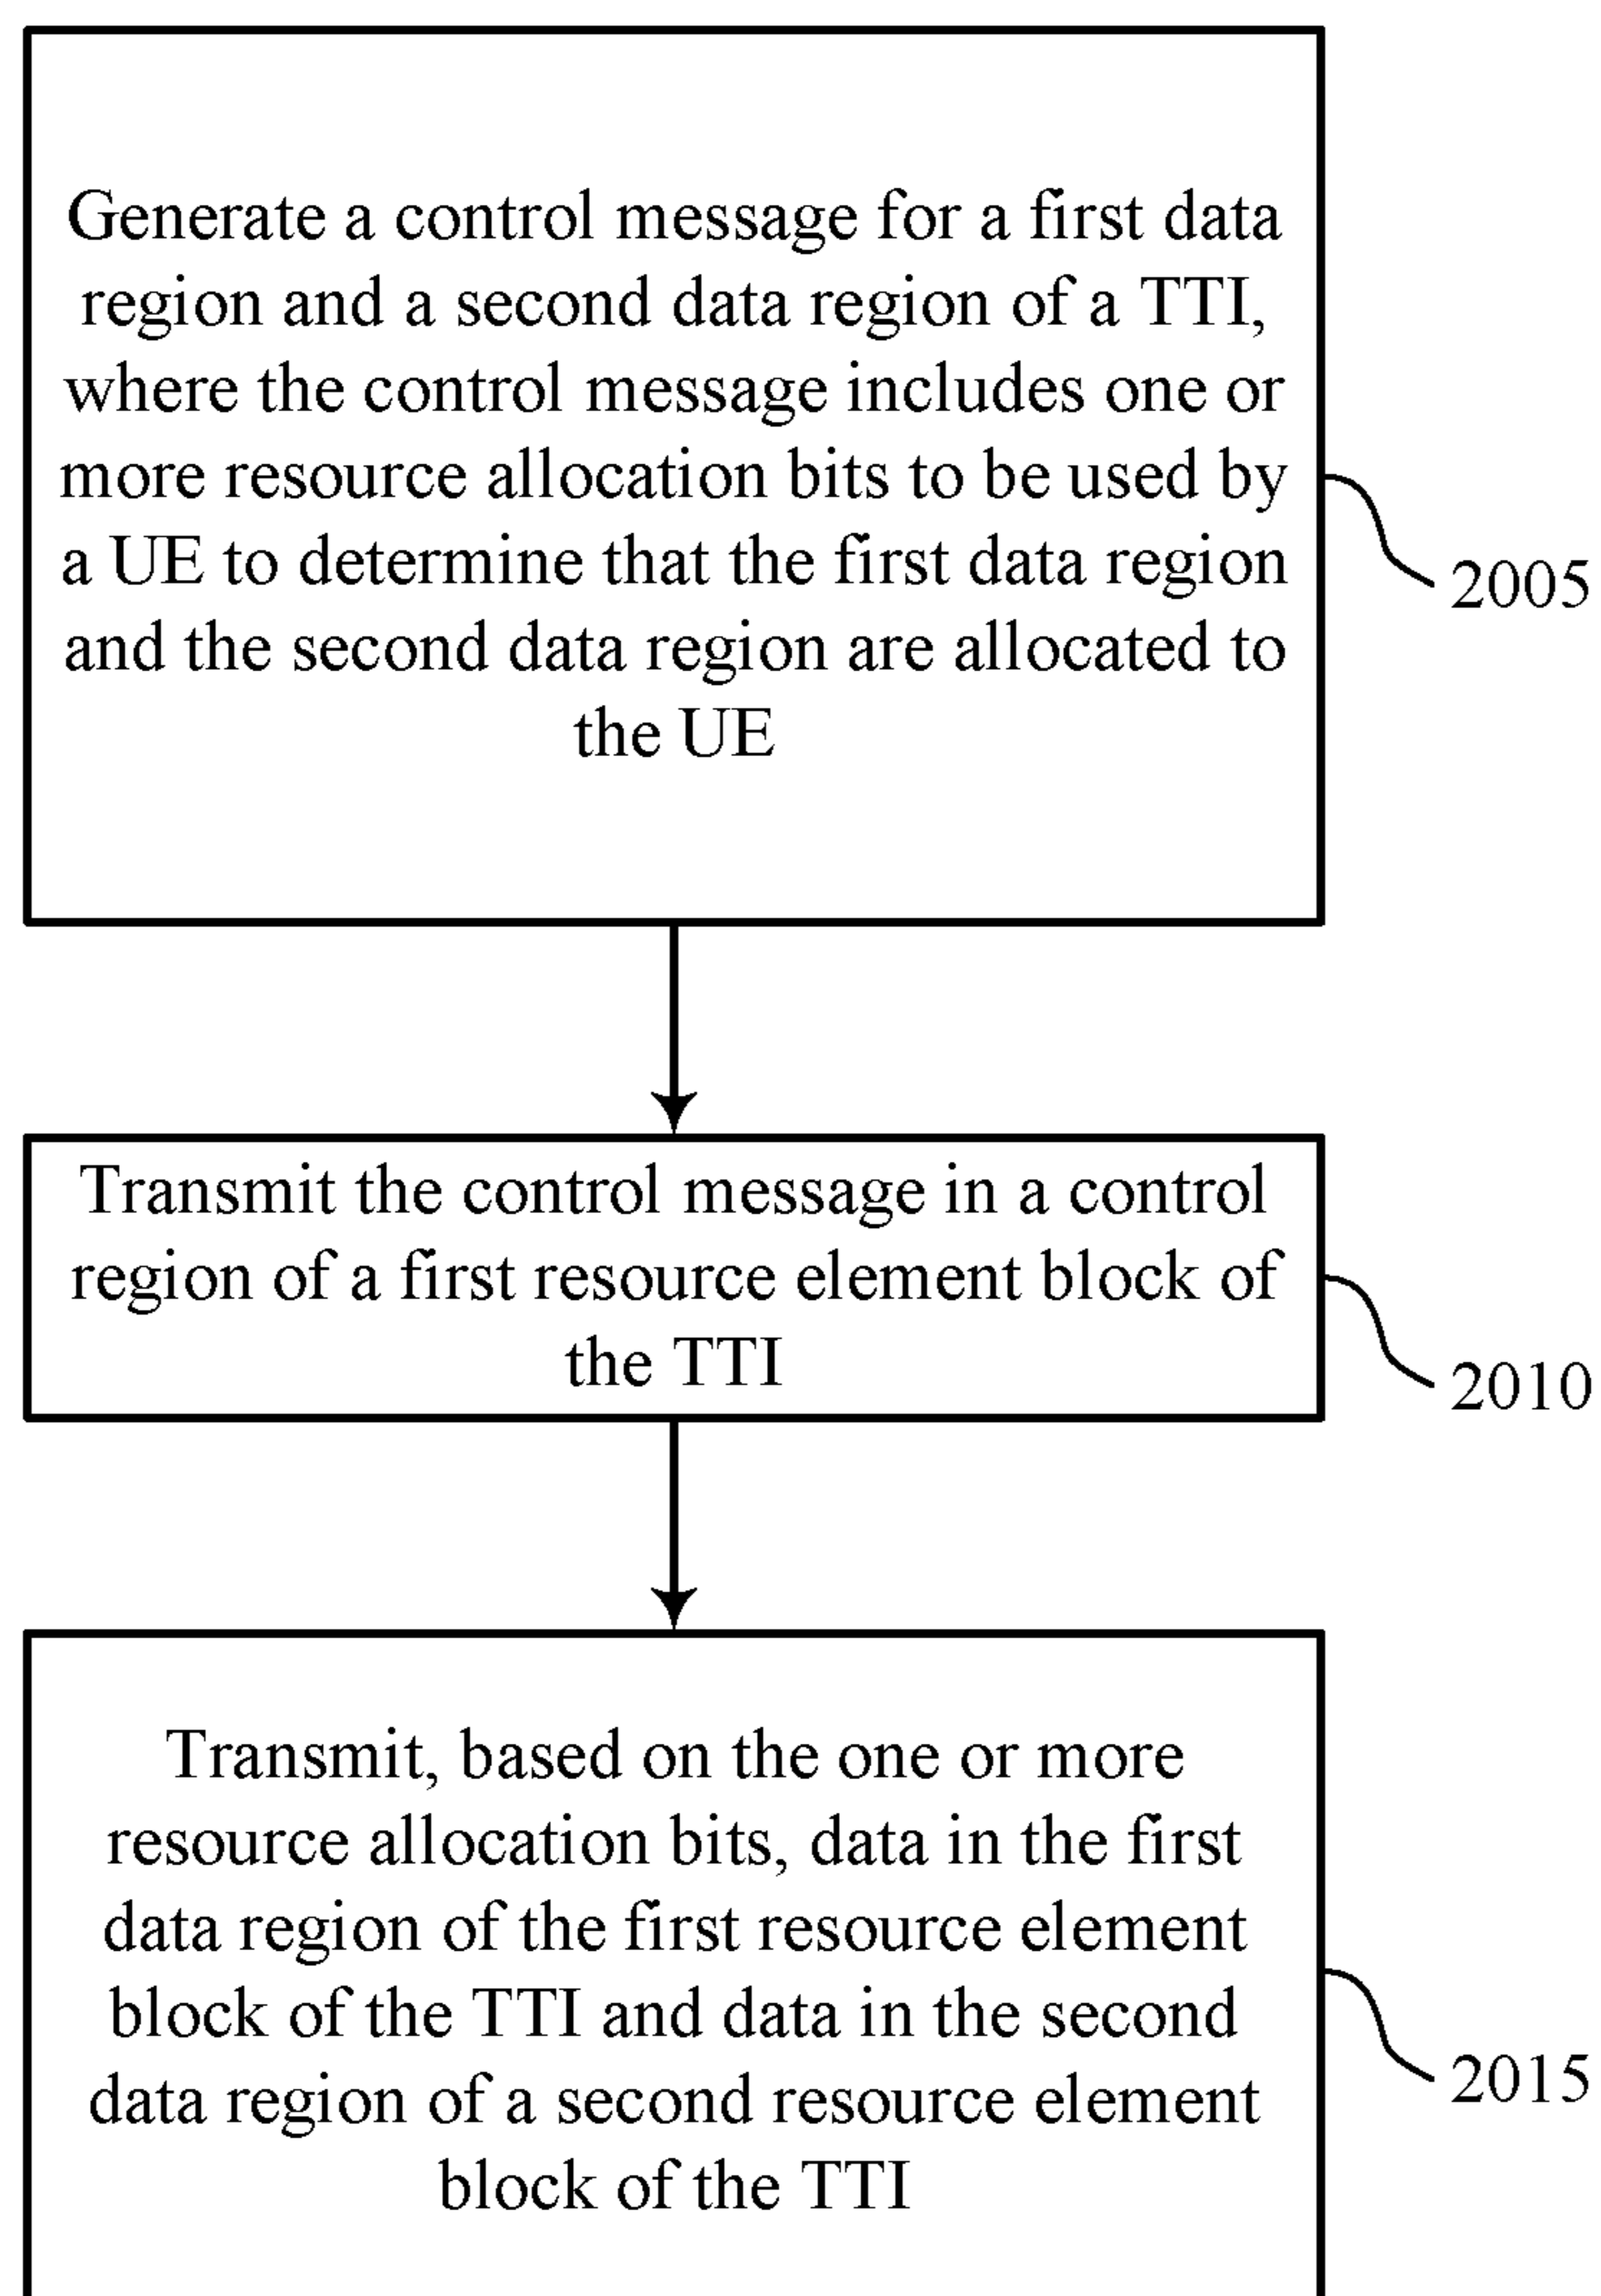 Generate a control message for a first data
region and a second data region of a TTI,
where the control message includes one or
more resource allocation bits to be used by
a UE to determine that the first data region
and the second data region are allocated to
the UE
2005
Transmit the control message in a control
region of a first resource element block of
the TTI
2010
Transmit, based on the one or more
resource allocation bits, data in the first
data region of the first resource element
block of the TTI and data in the second
data region of a second resource element
block of the TTI
2015